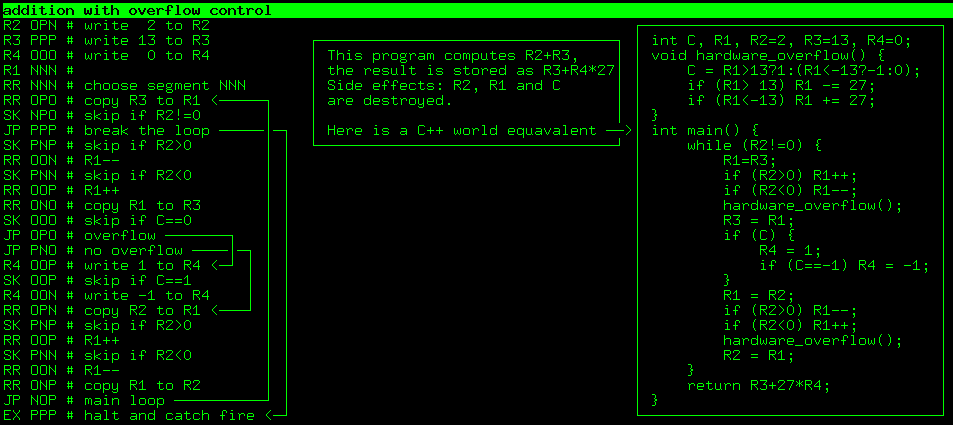 addition with overflow control
R2 OPN # write  2 to R2
R3 PPP # write 13 to R3
R4 OOO # write  0 to R4
R1 NNN #
RR NNN # choose segment NNN
RR OPO # copy R3 to R1 <
SK NPO # skip if R2!=0
JP PPP # break the loop
SK PNP # skip if R2>0
RR OON # R1--
SK PNN # skip if R2<0
RR OOP # R1++
RR ONO # copy R1 to R3
SK OOO # skip if C==0
JP OPO # overflow
JP PNO # no overflow
R4 OOP # write 1 to R4 <
SK OOP # skip if C==1
R4 OON # write -1 to R4
RR OPN # copy R2 to R1 <
SK PNP # skip if R2>0
RR OOP # R1++
SK PNN # skip if R2<0
RR OON # R1--
RR ONP # copy R1 to R2
JP NOP # main loop
EX PPP # halt and catch fire <
This program computes R2+R3,
the result is stored as R3+R4*27
Side effects: R2, R1 and C
are destroyed.
Here is a C++ world equavalent >
int C, R1, R2=2, R3=13, R4=0;
void hardware_overflow() {
    C = R1>13?1:(R1<-13?-1:0);
    if (R1> 13) R1 -= 27;
    if (R1<-13) R1 += 27;
}
int main() {
    while (R2!=0) {
        R1=R3;
        if (R2>0) R1++;
        if (R2<0) R1--;
        hardware_overflow();
        R3 = R1;
        if (C) {
            R4 = 1;
            if (C==-1) R4 = -1;
        }
        R1 = R2;
        if (R2>0) R1--;
        if (R2<0) R1++;
        hardware_overflow();
        R2 = R1;
    }
    return R3+27*R4;
}